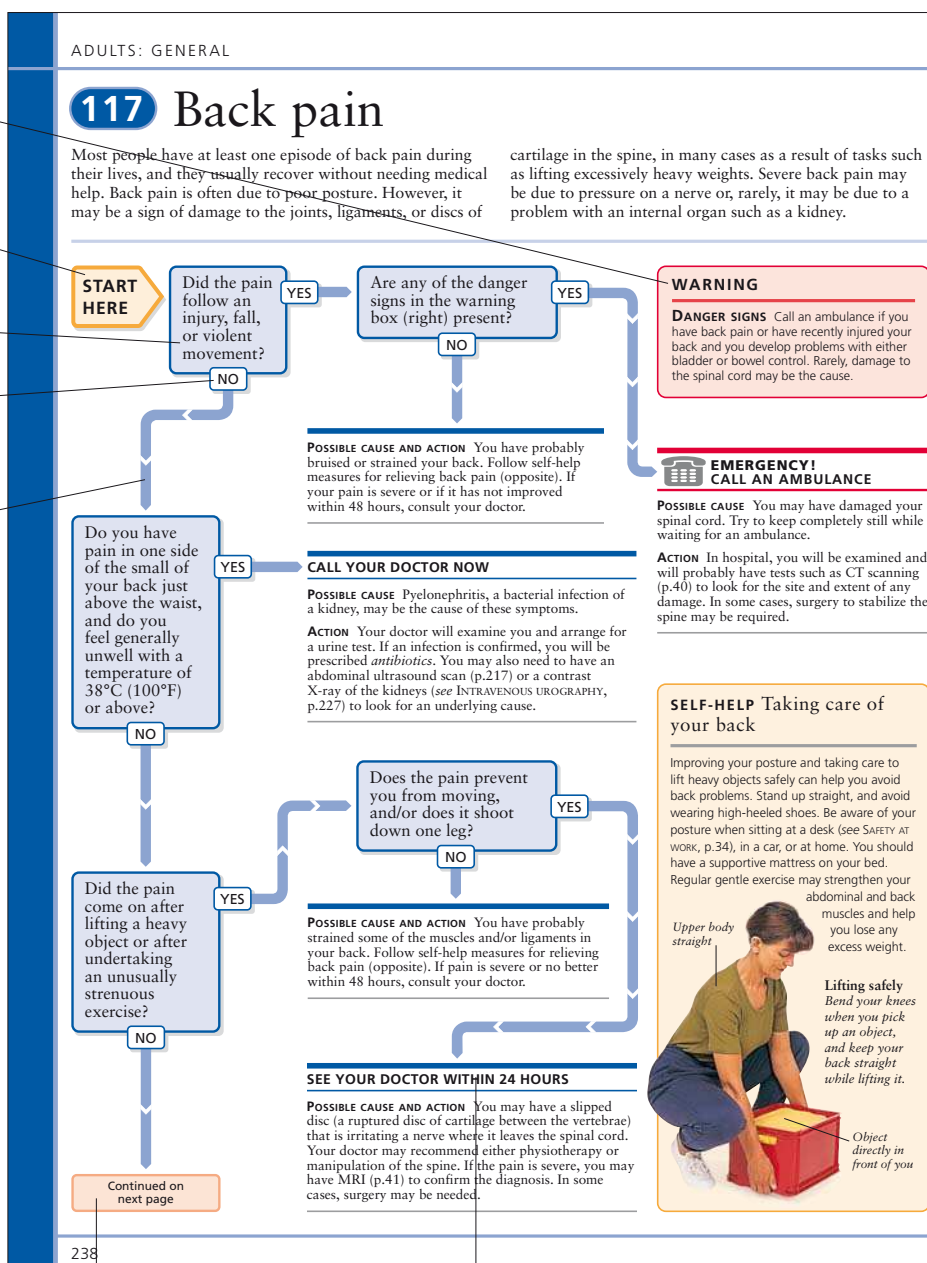 ADULTS: GENERAL
117 Back pain
Most people have at least one episode of back pain during
their lives, and they usually recover without needing medical
help. Back pain is often due to poor posture. However, it
may be a sign of damage to the joints, ligaments, or discs of
cartilage in the spine, in many cases as a result of tasks such
as lifting excessively heavy weights. Severe back pain may
be due to pressure on a nerve or, rarely, it may be due to a
problem with an internal organ such as a kidney.
START
HERE
Did the pain
follow an
injury, fall,
or violent
movement?
YES
NO
Are any of the danger
signs in the warning
box (right) present?
YES
NO
WARNING
DANGER SIGNS Call an ambulance if you
have back pain or have recently injured your
back and you develop problems with either
bladder or bowel control. Rarely, damage to
the spinal cord may be the cause.
POSSIBLE CAUSE AND ACTION You have probably
bruised or strained your back. Follow self-help
measures for relieving back pain (opposite). If
your pain is severe or if it has not improved
within 48 hours, consult your doctor.
EMERGENCY!
CALL AN AMBULANCE
POSSIBLE CAUSE You may have damaged your
spinal cord. Try to keep completely still while
waiting for an ambulance.
ACTION In hospital, you will be examined and
will probably have tests such as CT scanning
(p.40) to look for the site and extent of any
damage. In some cases, surgery to stabilize the
spine may be required.
Do you have
pain in one side
of the small of
your back just
above the waist,
and do you
feel generally
unwell with a
temperature of
38°C (100°F)
or above?
YES
NO
CALL YOUR DOCTOR NOW
POSSIBLE CAUSE Pyelonephritis, a bacterial infection of
a kidney, may be the cause of these symptoms.
ACTION Your doctor will examine you and arrange for
a urine test. If an infection is confirmed, you will be
prescribed antibiotics. You may also need to have an
abdominal ultrasound scan (p.217) or a contrast
X-ray of the kidneys (see INTRAVENOUS UROGRAPHY,
p.227) to look for an underlying cause.
Did the pain
come on after
lifting a heavy
object or after
undertaking
an unusually
strenuous
exercise?
YES
NO
Does the pain prevent
you from moving,
and/or does it shoot
down one leg?
YES
NO
POSSIBLE CAUSE AND ACTION You have probably
strained some of the muscles and/or ligaments in
your back. Follow self-help measures for relieving
back pain (opposite). If pain is severe or no better
within 48 hours, consult your doctor.
SEE YOUR DOCTOR WITHIN 24 HOURS
POSSIBLE CAUSE AND ACTION You may have a slipped
disc (a ruptured disc of cartilage between the vertebrae)
that is irritating a nerve where it leaves the spinal cord.
Your doctor may recommend either physiotherapy or
manipulation of the spine. If the pain is severe, you may
have MRI (p.41) to confirm the diagnosis. In some
cases, surgery may be needed.
Continued on
next page
SELF-HELP Taking care of
your back
Improving your posture and taking care to
lift heavy objects safely can help you avoid
back problems. Stand up straight, and avoid
wearing high-heeled shoes. Be aware of your
posture when sitting at a desk (see SAFETY AT
WORK, p.34), in a car, or at home. You should
have a supportive mattress on your bed.
Regular gentle exercise may strengthen your
abdominal and back
muscles and help
you lose any
excess weight.
Upper body
straight
Lifting safely
Bend your knees
when you pick
up an object,
and keep your
back straight
while lifting it.
Object
directly in
front of you
238